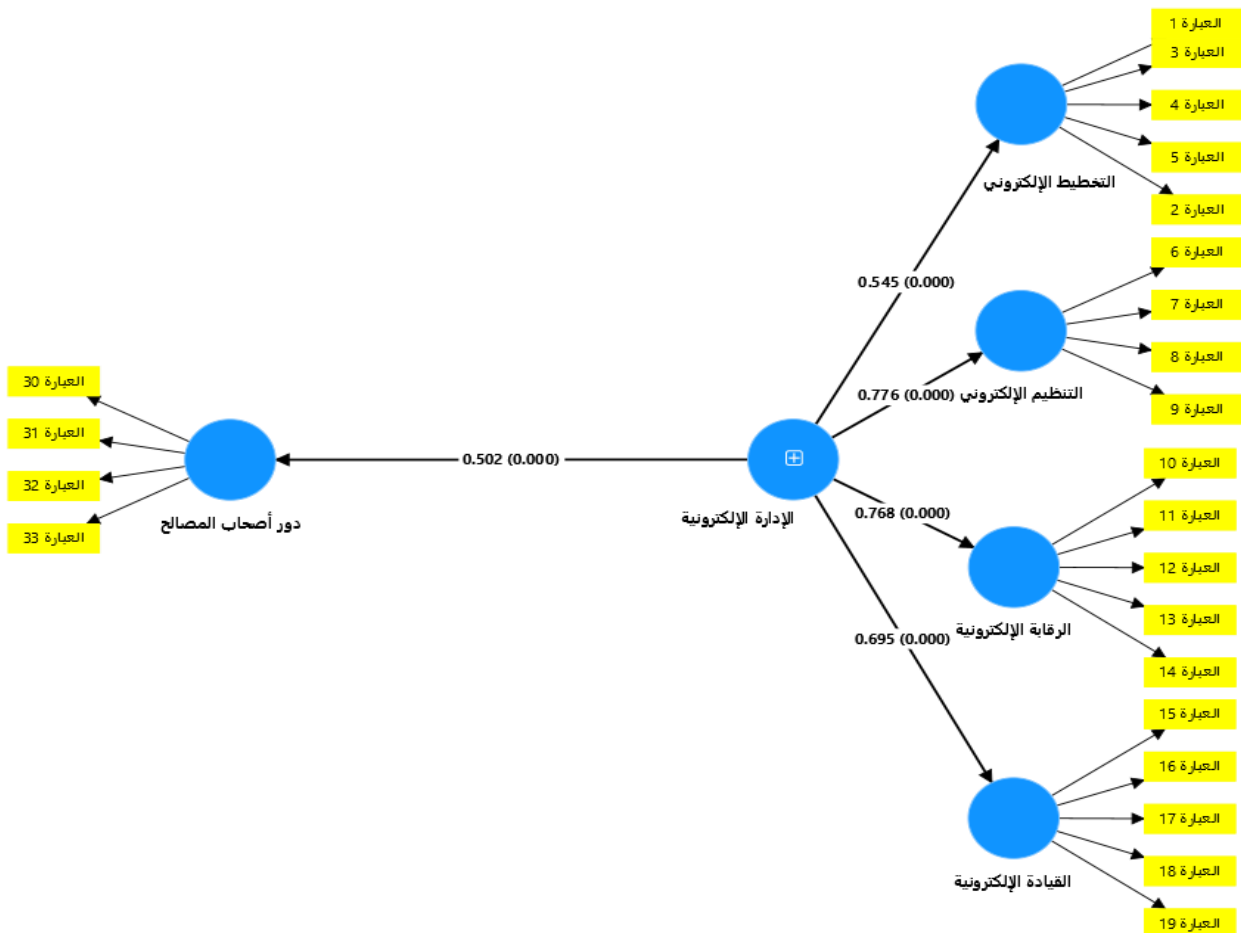 العبارة 1
العبارة 3
العبارة 4
العبارة 5
العبارة 2
التخطيط الإلكتروني
0.545 (0.000)
العبارة 6
العبارة 7
العبارة 8
العبارة 9
التنظيم الإلكتروني
0.776 (0.000)
العبارة 30
العبارة 31
العبارة 32
العبارة 33
دور أصحاب المصالح
0.502 (0.000)
الإدارة الإلكترونية
العبارة 10
العبارة 11
العبارة 12
العبارة 13
العبارة 14
0.768 (0.000)
الرقابة الإلكترونية
0.695 (0.000)
العبارة 15
العبارة 16
العبارة 17
العبارة 18
العبارة 19
القيادة الإلكترونية